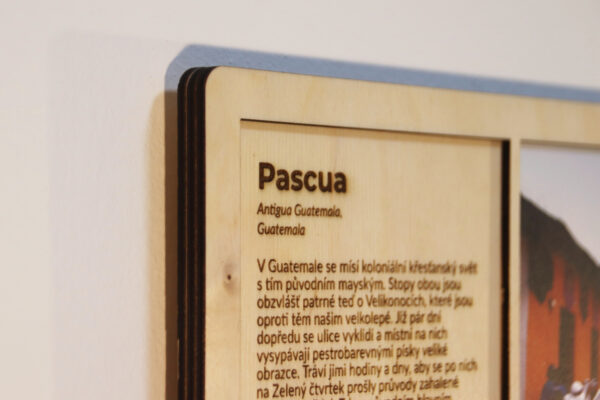 Pascua
Antigua Guatemala,
Guatemala
V Guatemale se mísí koloniální křesťanský svět
s tím původním mayským. Stopy obou jsou
obzvlášť patrné teď o Velikonocích, které jsou
oproti těm našim velkolepé. Již pár dní
dopředu se ulice vyklidí a místní na nich
vysypávají pestrobarevnými písky veliké
obrazce. Tráví jimi hodiny a dny, aby se po nich
na Zelený čtvrtek prošly průvody zahalené